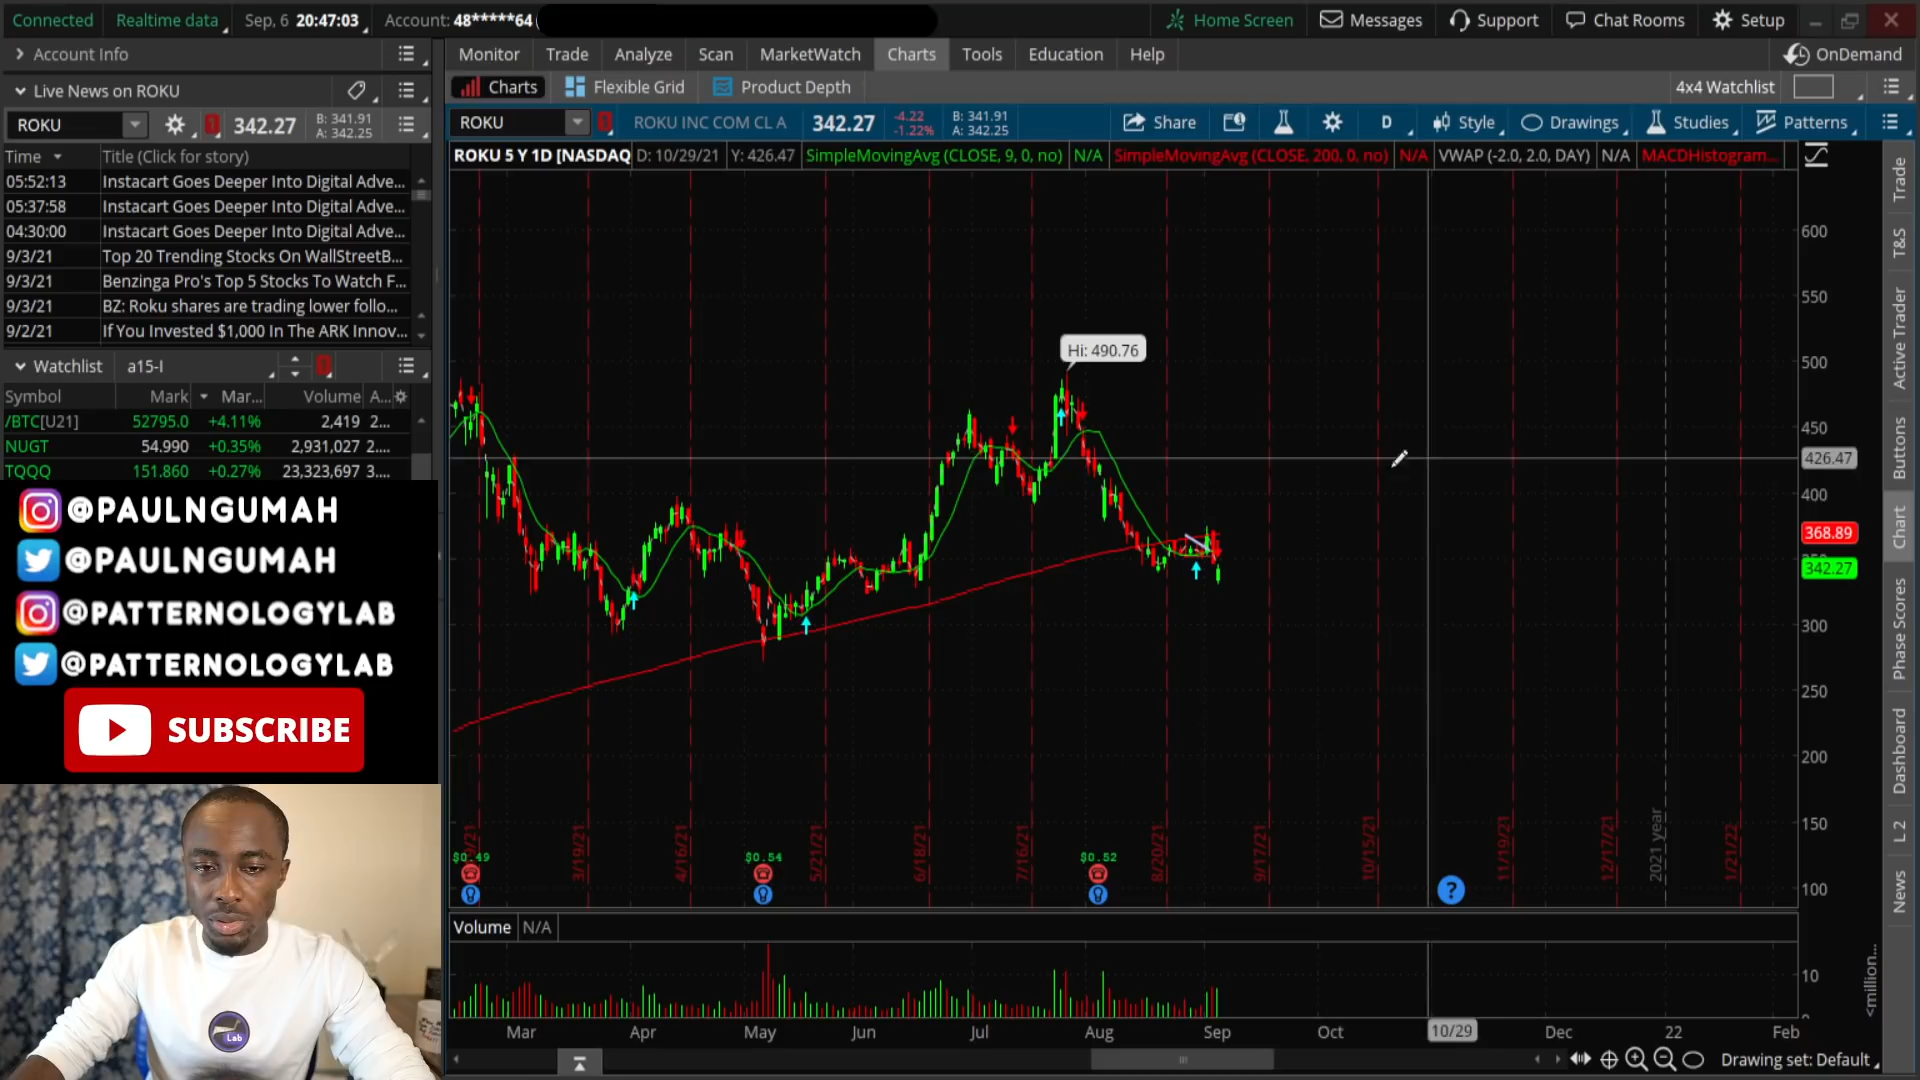 Connected Realtime data Sep, 6 20:47:03 Account: 48*****64 Home Screen Messages Support Chat Rooms Setup
Account Info Monitor Trade Analyze Scan MarketWatch Charts Tools Education Help OnDemand
Live News on ROKU Charts Flexible Grid Product Depth 4x4 Watchlist
ROKU 342.27 B: 341.91 A: 342.25
ROKU ROKU INC COM CL A 342.27 -4.22 -1.22% B: 341.91 A: 342.25 Share D Style Drawings Studies Patterns
ROKU 5 Y 1D [NASDAQ D: 10/29/21 Y: 426.47 SimpleMovingAvg (CLOSE, 9, 0, no) N/A SimpleMovingAvg (CLOSE, 200, 0, no) N/A VWAP (-2.0, 2.0, DAY) N/A MACDHistogram...
Time Title (Click for story)
05:52:13 Instacart Goes Deeper Into Digital Adve...
05:37:58 Instacart Goes Deeper Into Digital Adve...
04:30:00 Instacart Goes Deeper Into Digital Adve...
9/3/21 Top 20 Trending Stocks On WallStreetB...
9/3/21 Benzinga Pro's Top 5 Stocks To Watch F...
9/3/21 BZ: Roku shares are trading lower follo...
9/2/21 If You Invested $1,000 In The ARK Innov...
Watchlist a15-I
Symbol Mark Mar... Volume A...
/BTC[U21] 52795.0 +4.11% 2,419 2...
NUGT 54.990 +0.35% 2,931,027 2....
TQQQ 151.860 +0.27% 23,323,697 3....
@PAULNGUMAH
@PAULNGUMAH
@PATTERNOLOGYLAB
@PATTERNOLOGYLAB
SUBSCRIBE
Lab
Hi: 490.76
600
550
500
450
426.47
400
368.89
342.27
300
250
200
150
100
$0.49 $0.54 $0.52
3/19/21 4/16/21 5/21/21 6/18/21 7/16/21 8/20/21 9/17/21 10/15/21 11/19/21 12/17/21 2021 year 1/21/22
?
Volume N/A
10
<million...
Mar Apr May Jun Jul Aug Sep Oct 10/29 Dec 22 Feb
Drawing set: Default
Trade
T&S
Active Trader
Buttons
Chart
Phase Scores
Dashboard
L 2
News